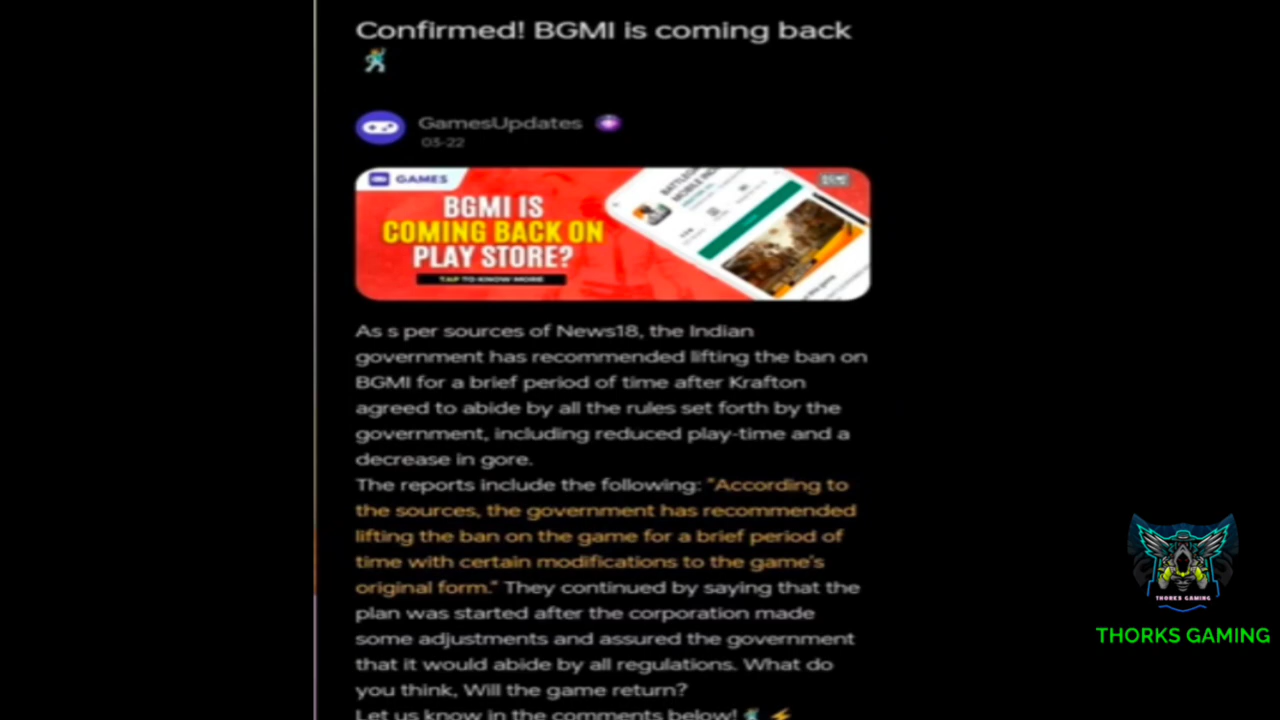 Confirmed! BGMI is coming back
🕺
GamesUpdates
03-22
GAMES
BGMI IS
COMING BACK ON
PLAY STORE?
TAP TO KNOW MORE
BATTLEGR
MOBILE INDI
As s per sources of News18, the Indian
government has recommended lifting the ban on
BGMI for a brief period of time after Krafton
agreed to abide by all the rules set forth by the
government, including reduced play-time and a
decrease in gore.
The reports include the following: "According to
the sources, the government has recommended
lifting the ban on the game for a brief period of
time with certain modifications to the game's
original form." They continued by saying that the
plan was started after the corporation made
some adjustments and assured the government
that it would abide by all regulations. What do
you think, Will the game return?
Let us know in the comments below! 🕺⚡
THORKS GAMING
THORKS GAMING